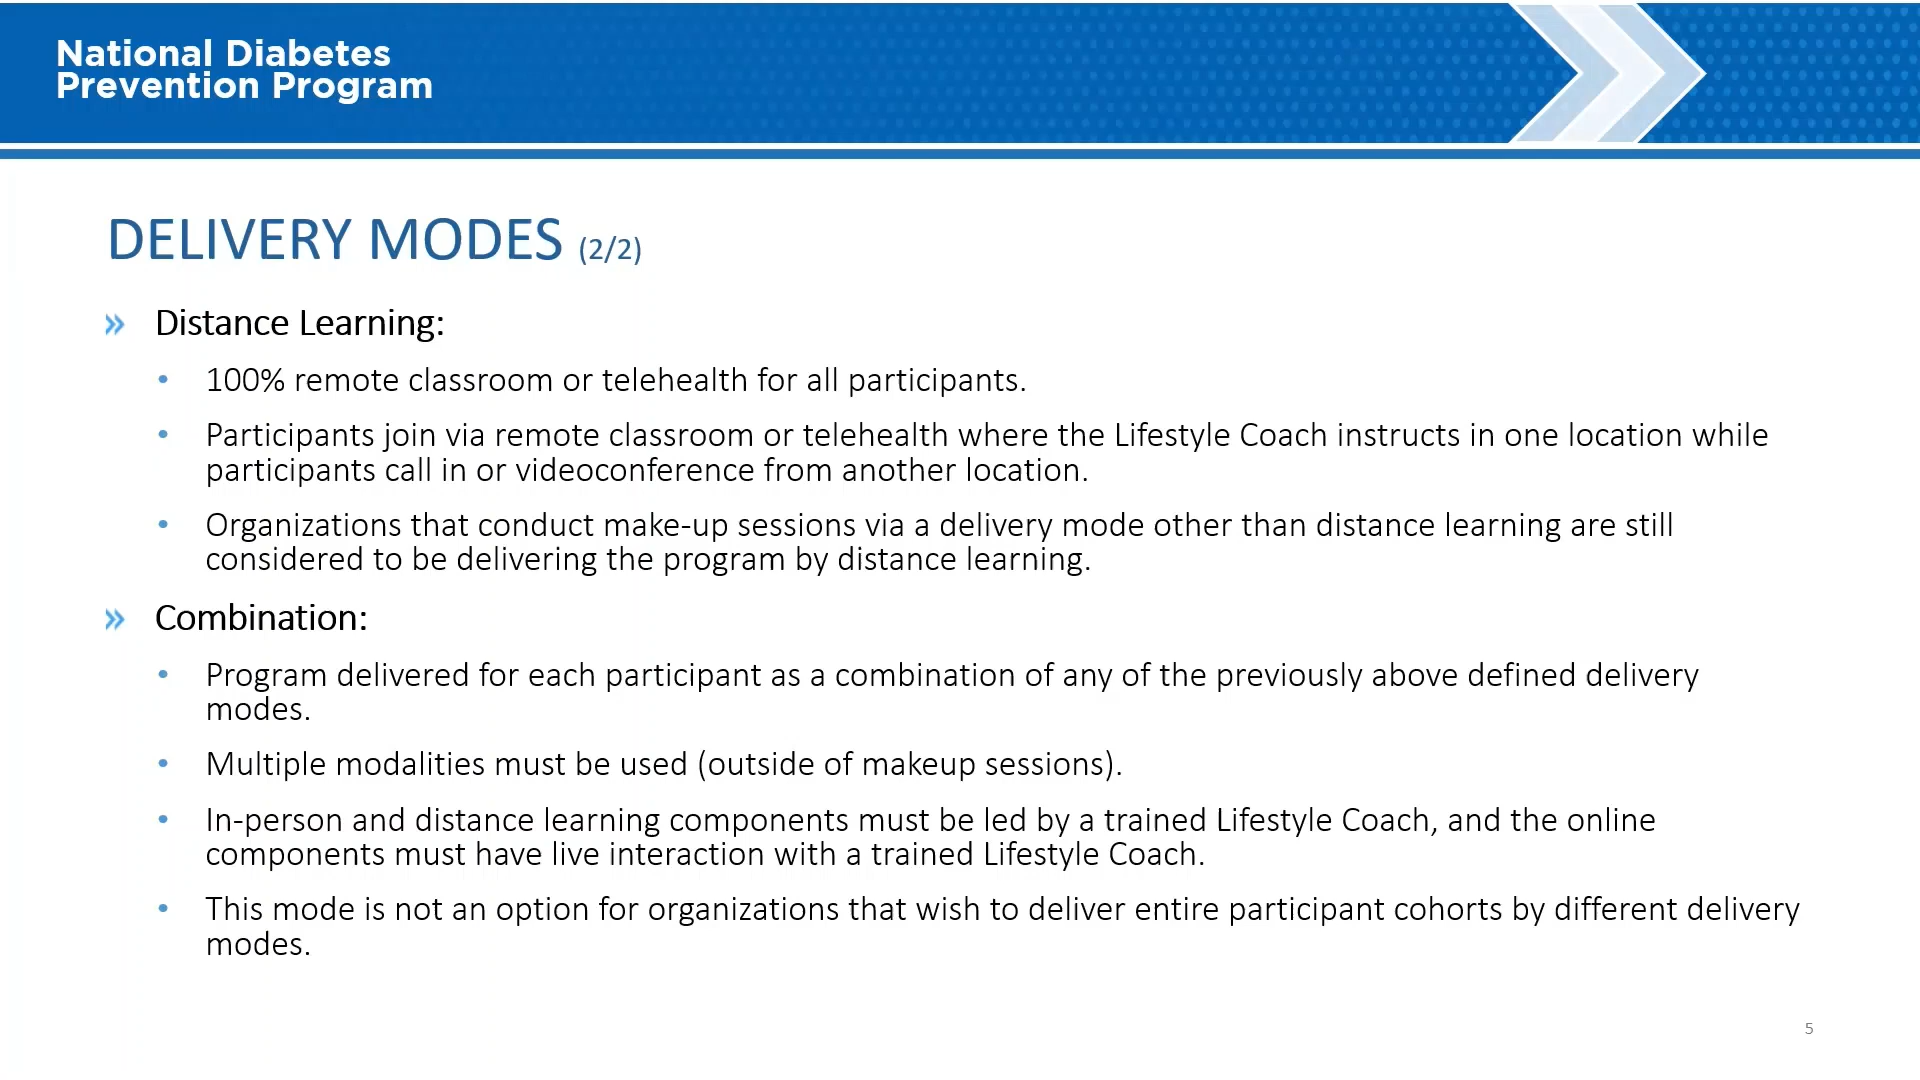 National Diabetes
Prevention Program
DELIVERY MODES (2/2)
» Distance Learning:
• 100% remote classroom or telehealth for all participants.
• Participants join via remote classroom or telehealth where the Lifestyle Coach instructs in one location while
participants call in or videoconference from another location.
• Organizations that conduct make-up sessions via a delivery mode other than distance learning are still
considered to be delivering the program by distance learning.
» Combination:
• Program delivered for each participant as a combination of any of the previously above defined delivery
modes.
• Multiple modalities must be used (outside of makeup sessions).
• In-person and distance learning components must be led by a trained Lifestyle Coach, and the online
components must have live interaction with a trained Lifestyle Coach.
• This mode is not an option for organizations that wish to deliver entire participant cohorts by different delivery
modes.
5